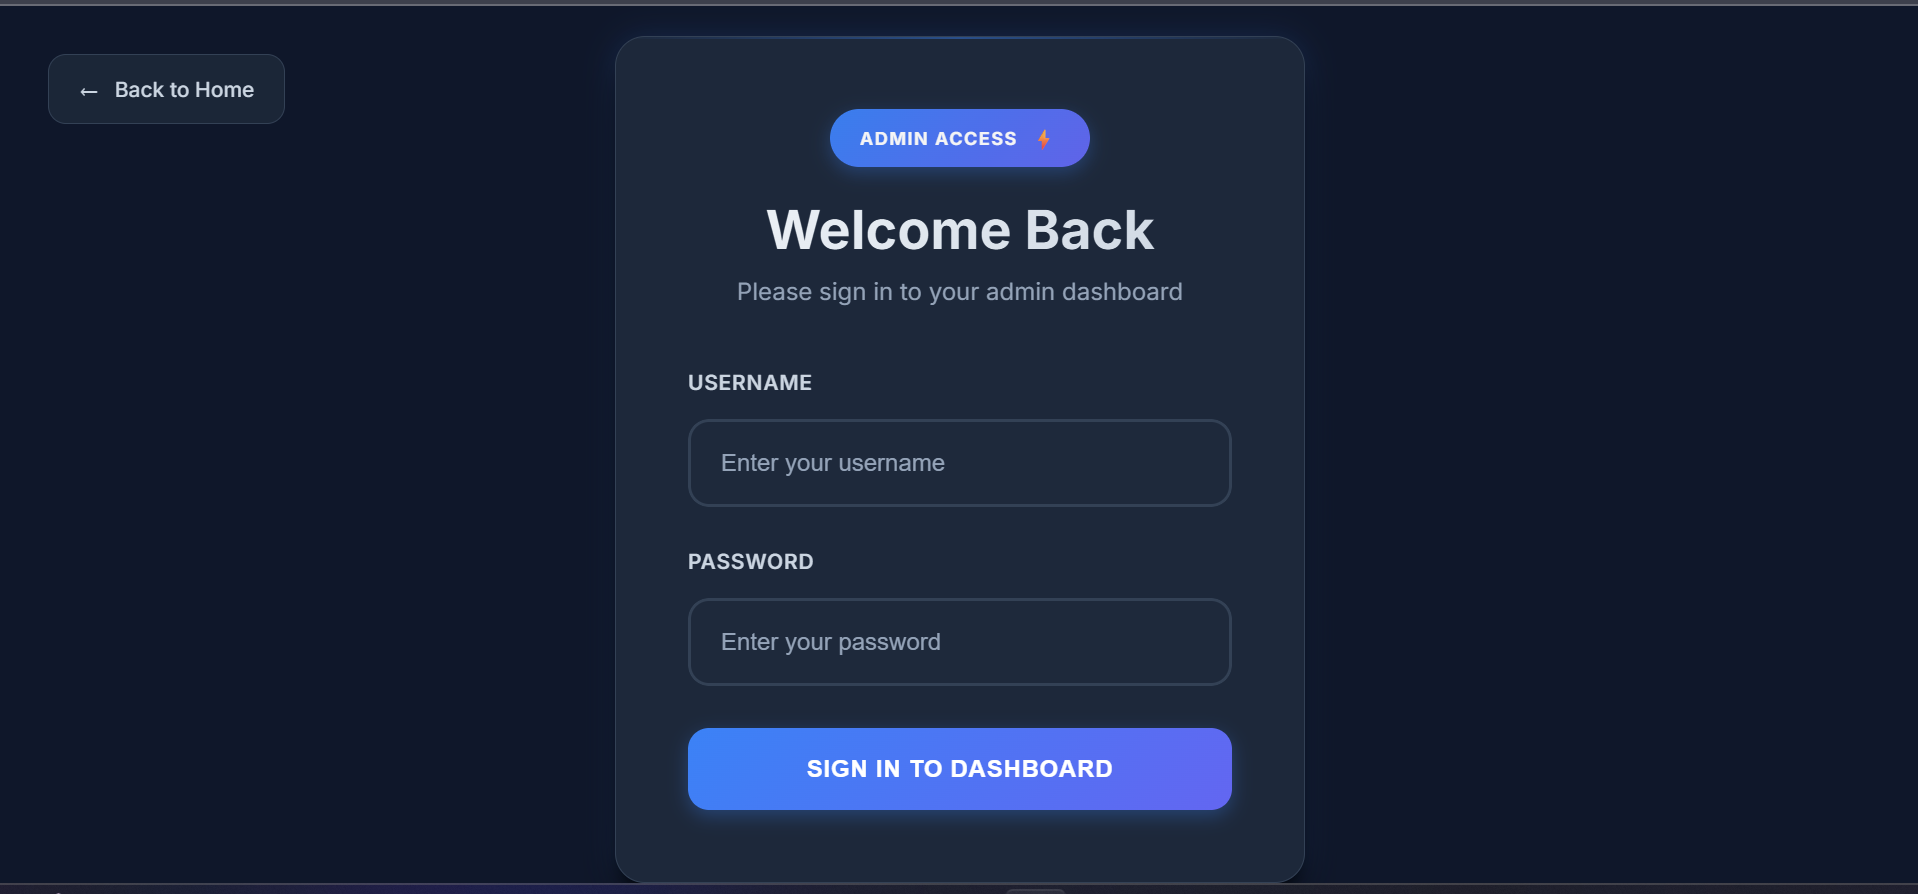 ← Back to Home
ADMIN ACCESS ⚡
Welcome Back
Please sign in to your admin dashboard
USERNAME
Enter your username
PASSWORD
Enter your password
SIGN IN TO DASHBOARD